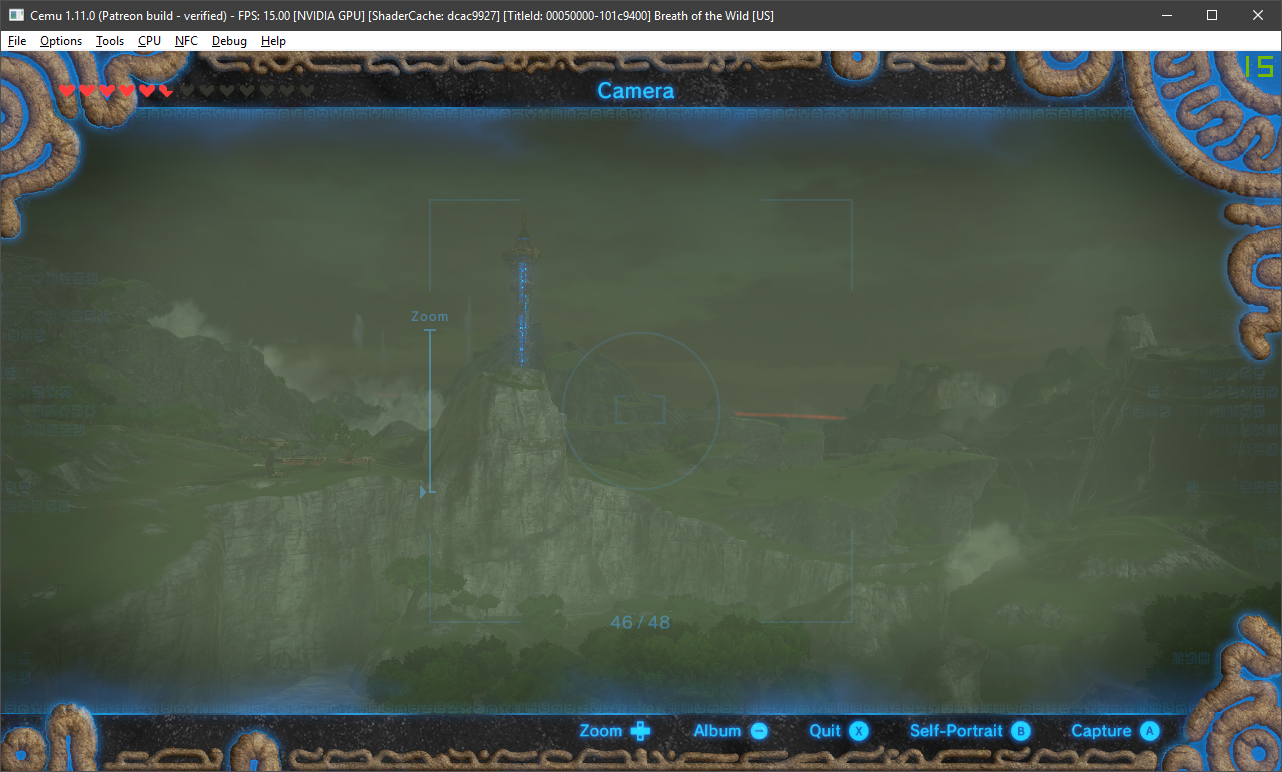 Cemu 1.11.0 (Patreon build - verified) - FPS: 15.00 [NVIDIA GPU] [ShaderCache: dcac9927] [TitleId: 00050000-101c9400] Breath of the Wild [US]
File Options Tools CPU NFC Debug Help
15
Camera
Zoom
46/48
Zoom Album Quit X Self-Portrait B Capture A